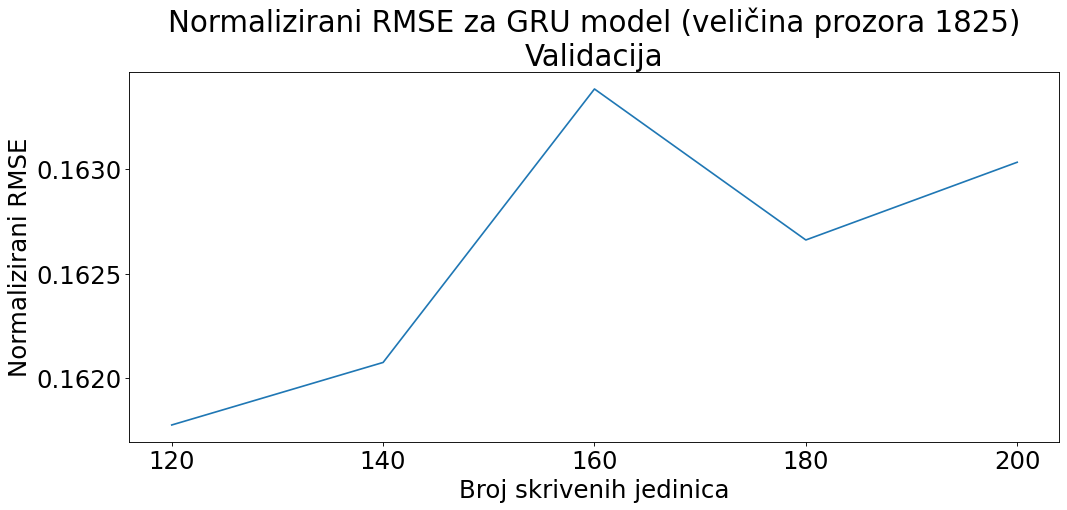 Normalizirani RMSE za GRU model (veličina prozora 1825)
Validacija
Normalizirani RMSE
0.1630
0.1625
0.1620
120 140 160 180 200
Broj skrivenih jedinica